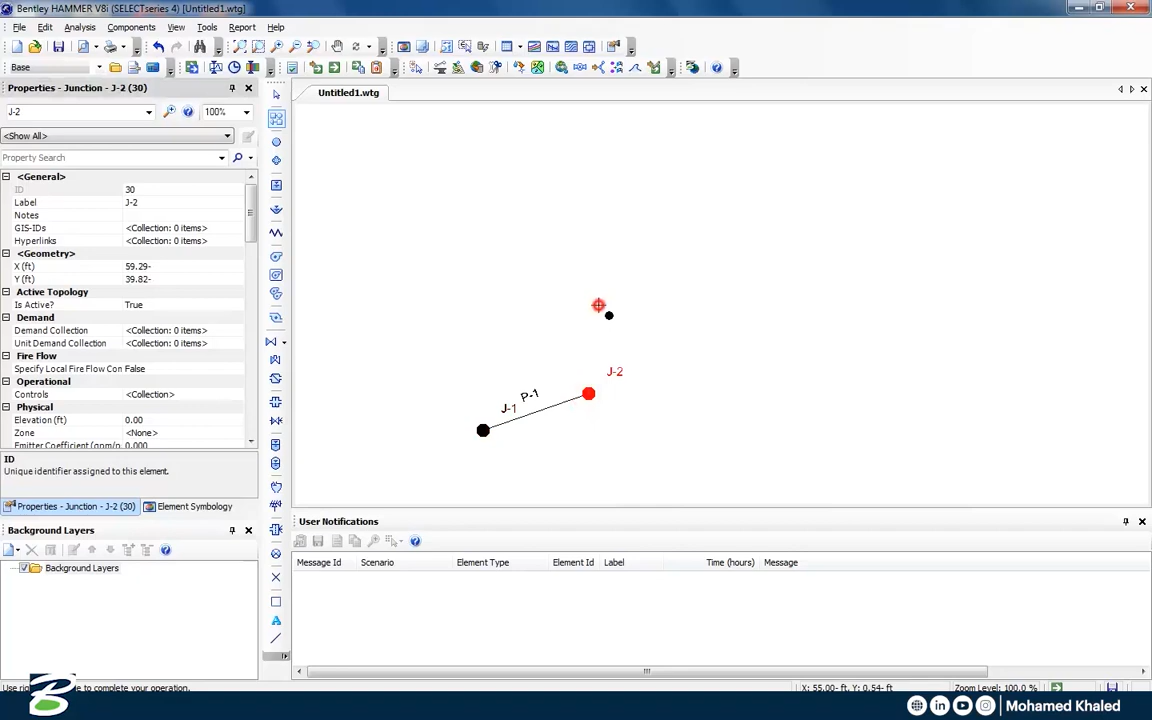 Bentley HAMMER V8i (SELECTseries 4) [Untitled1.wtg]
File Edit Analysis Components View Tools Report Help
Base
Properties - Junction - J-2 (30)
Untitled1.wtg
J-2
100%
<Show All>
Property Search
<General>
ID 30
Label J-2
Notes
GIS-IDs <Collection: 0 items>
Hyperlinks <Collection: 0 items>
<Geometry>
X (ft) 59.29-
Y (ft) 39.82-
Active Topology
Is Active? True
Demand
Demand Collection <Collection: 0 items>
Unit Demand Collection <Collection: 0 items>
Fire Flow
Specify Local Fire Flow Con False
Operational
Controls <Collection>
Physical
Elevation (ft) 0.00
Zone <None>
Emitter Coefficient (gpm/n 0.000
J-2
P-1
J-1
ID
Unique identifier assigned to this element.
Properties - Junction - J-2 (30) Element Symbology
Background Layers
Background Layers
User Notifications
Message Id Scenario Element Type Element Id Label Time (hours) Message
X: 55.00- ft, Y: 0.54- ft Zoom Level: 100.0 %
Mohamed Khaled